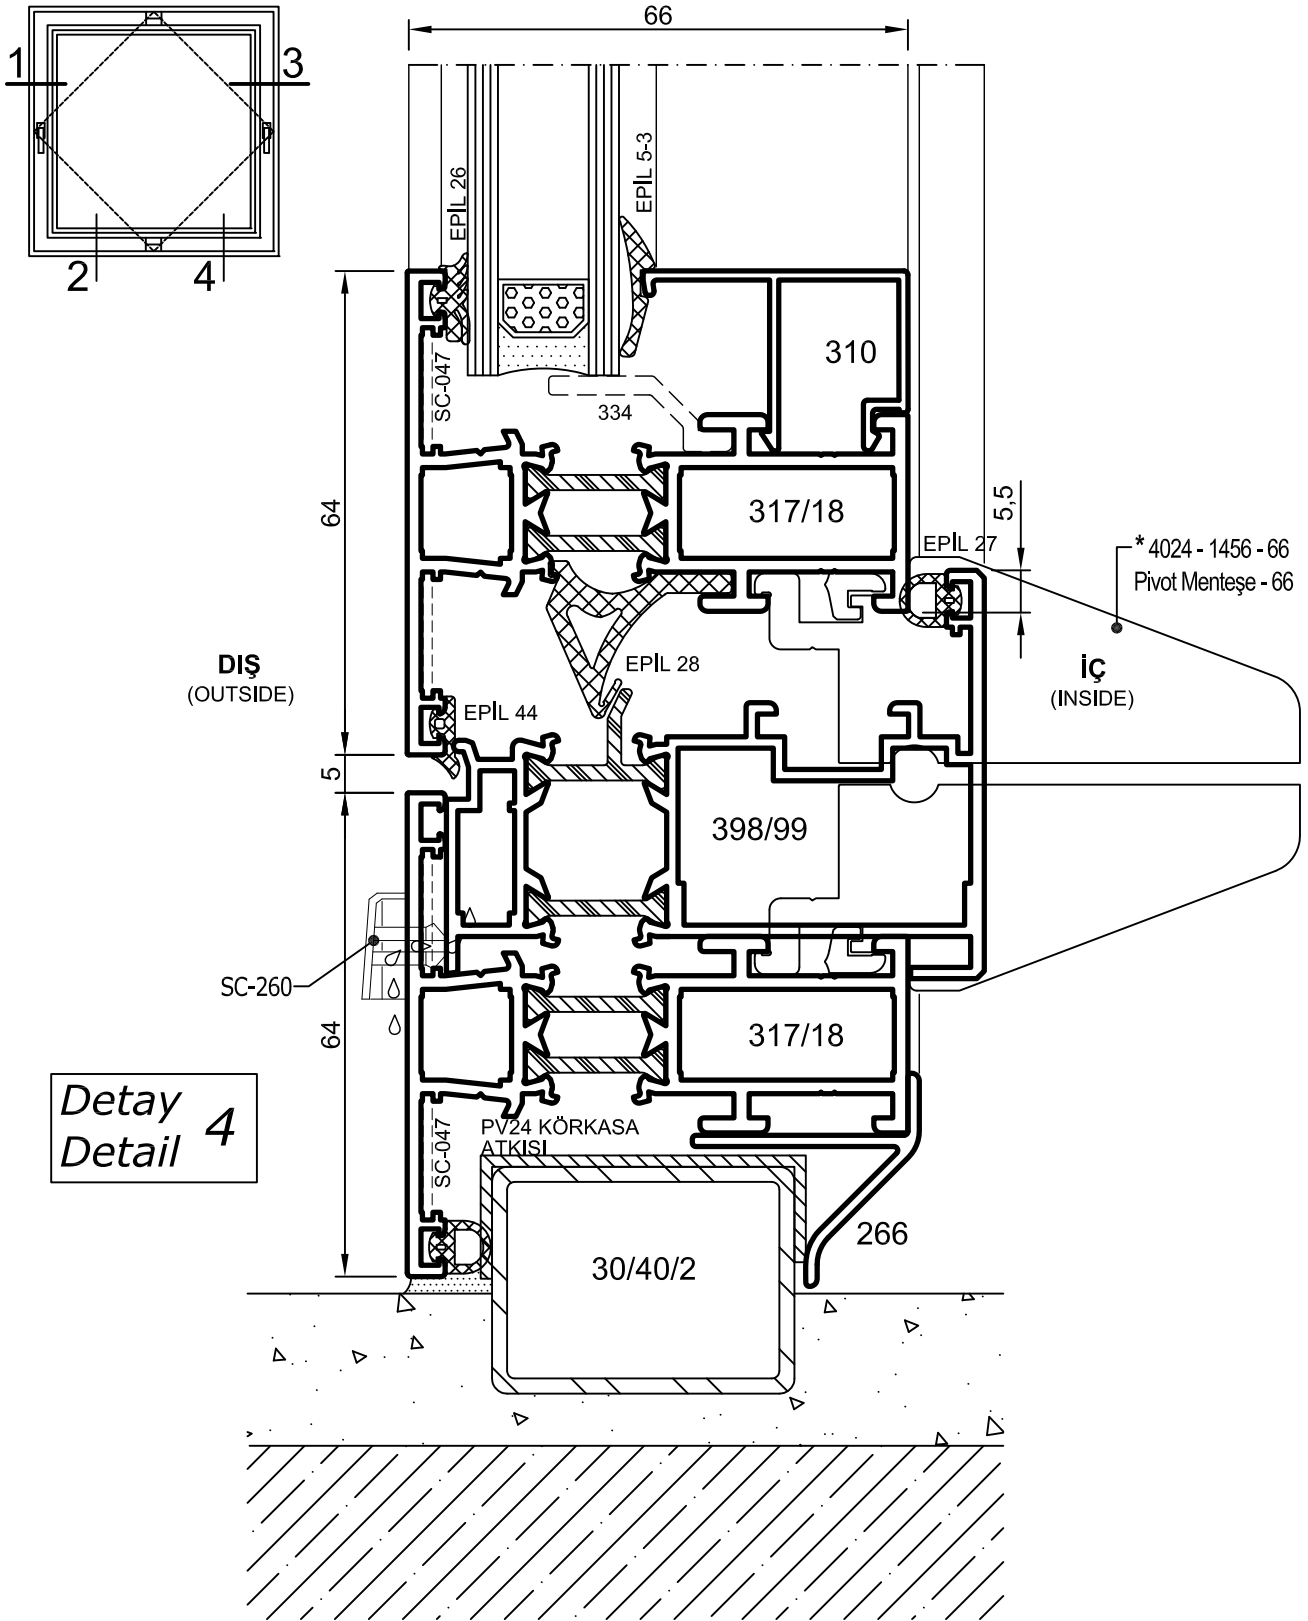 66
1
3
2
4
EPİL 26
EPİL 5-3
SC-047
310
334
64
317/18
5,5
EPİL 27
* 4024 - 1456 - 66
Pivot Menteşe - 66
DIŞ
(OUTSIDE)
EPİL 28
İÇ
(INSIDE)
EPİL 44
5
398/99
SC-260
64
317/18
Detay
Detail
4
SC-047
PV24 KÖRKASA
ATKISI
266
30/40/2